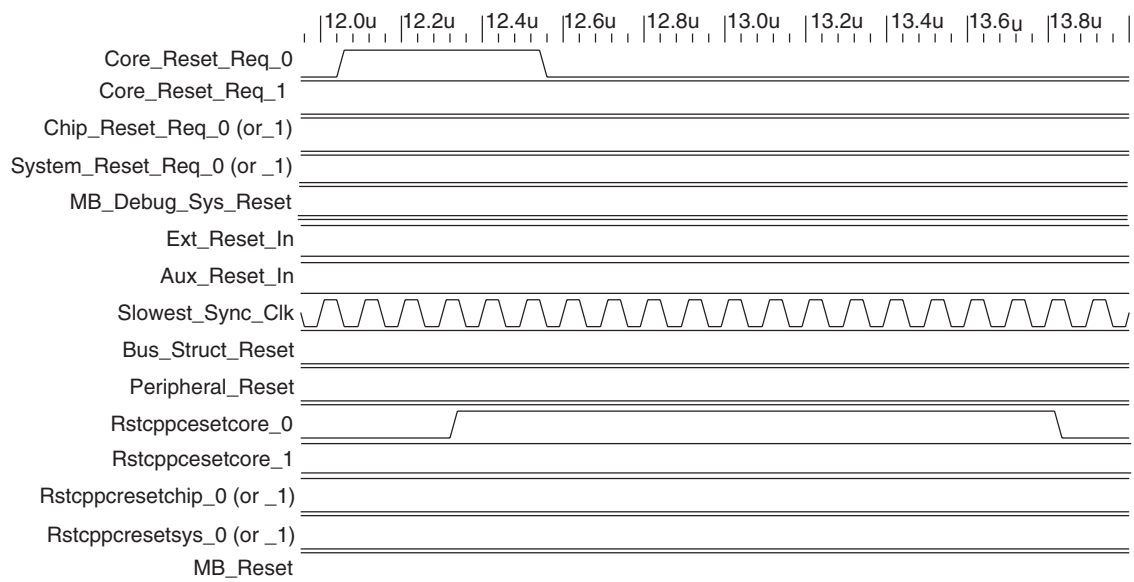 12.0u 12.2u 12.4u 12.6u 12.8u 13.0u 13.2u 13.4u 13.6u 13.8u
Core_Reset_Req_0
Core_Reset_Req_1
Chip_Reset_Req_0 (or_1)
System_Reset_Req_0 (or _1)
MB_Debug_Sys_Reset
Ext_Reset_In
Aux_Reset_In
Slowest_Sync_Clk
Bus_Struct_Reset
Peripheral_Reset
Rstcppcesetcore_0
Rstcppcesetcore_1
Rstcppcresetchip_0 (or _1)
Rstcppcresetsys_0 (or _1)
MB_Reset